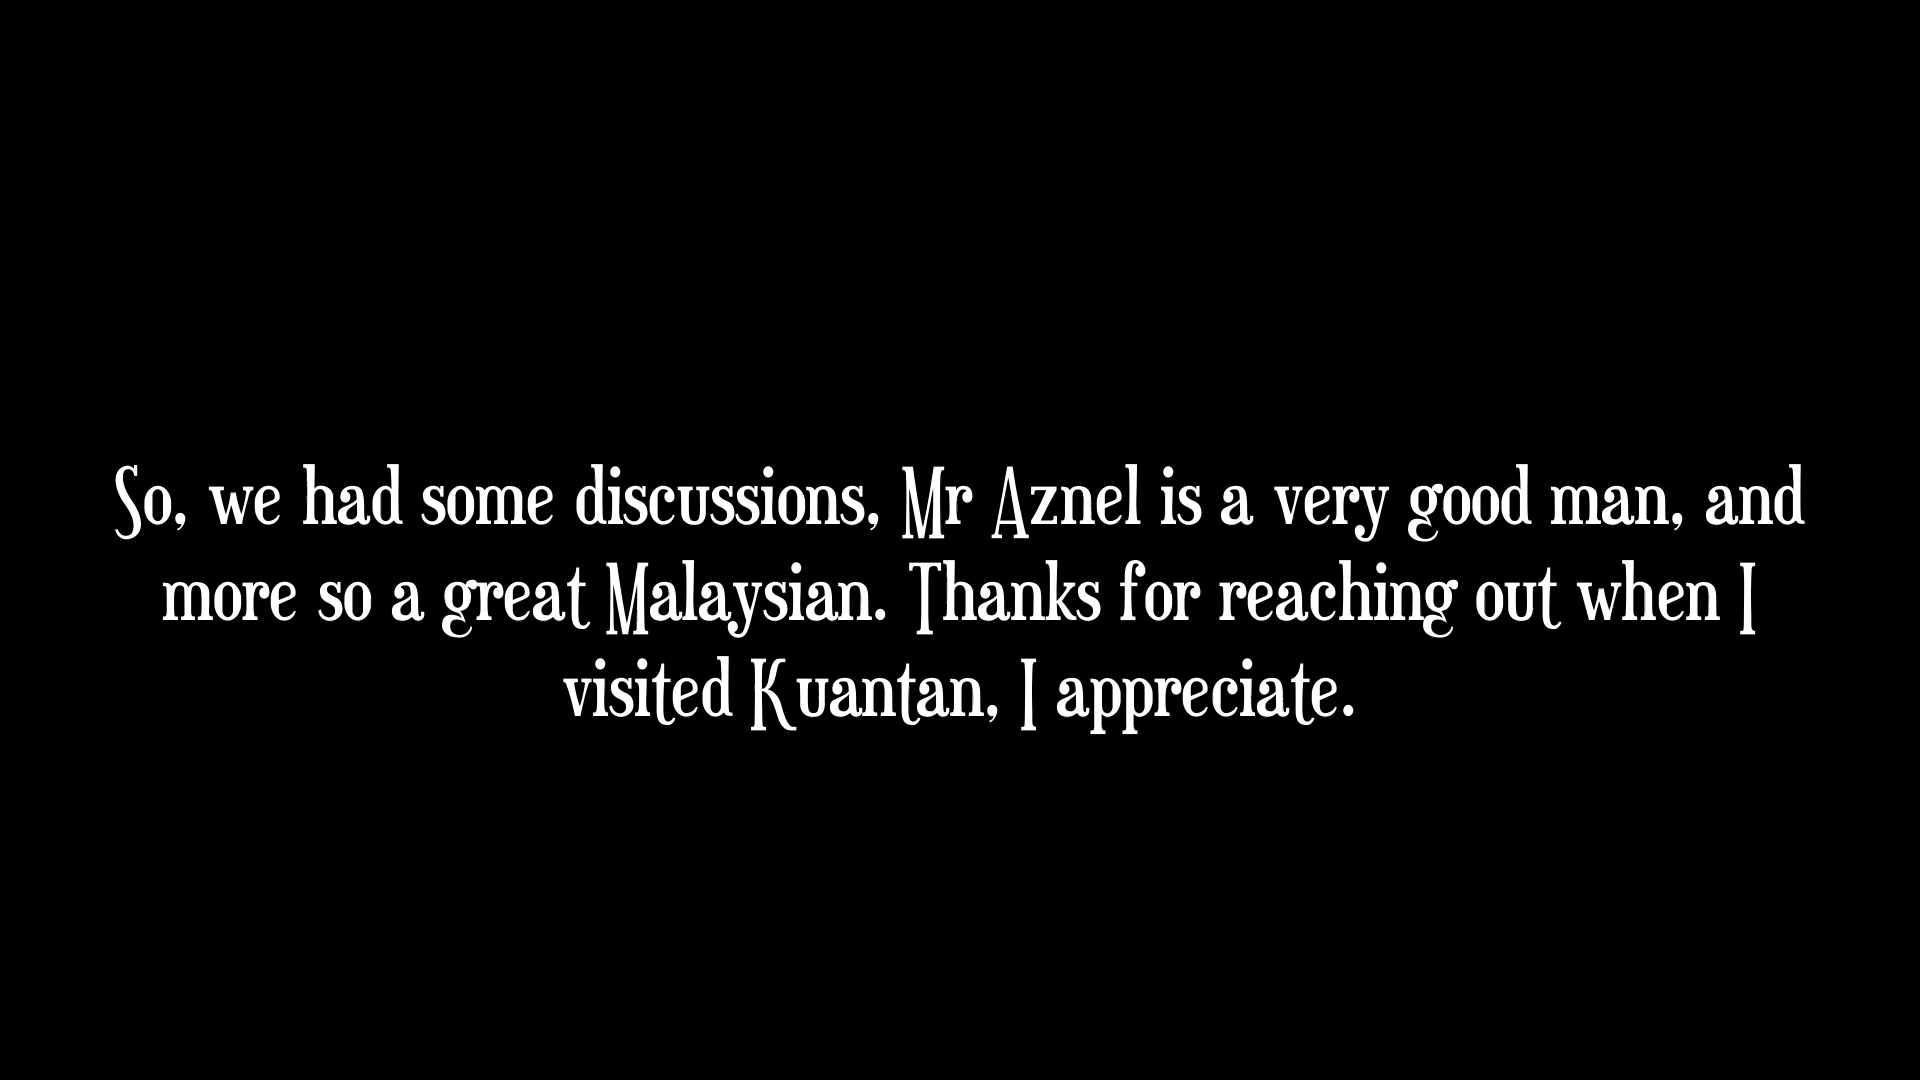 So, we had some discussions, Mr Aznel is a very good man, and
more so a great Malaysian. Thanks for reaching out when I
visited Kuantan, I appreciate.